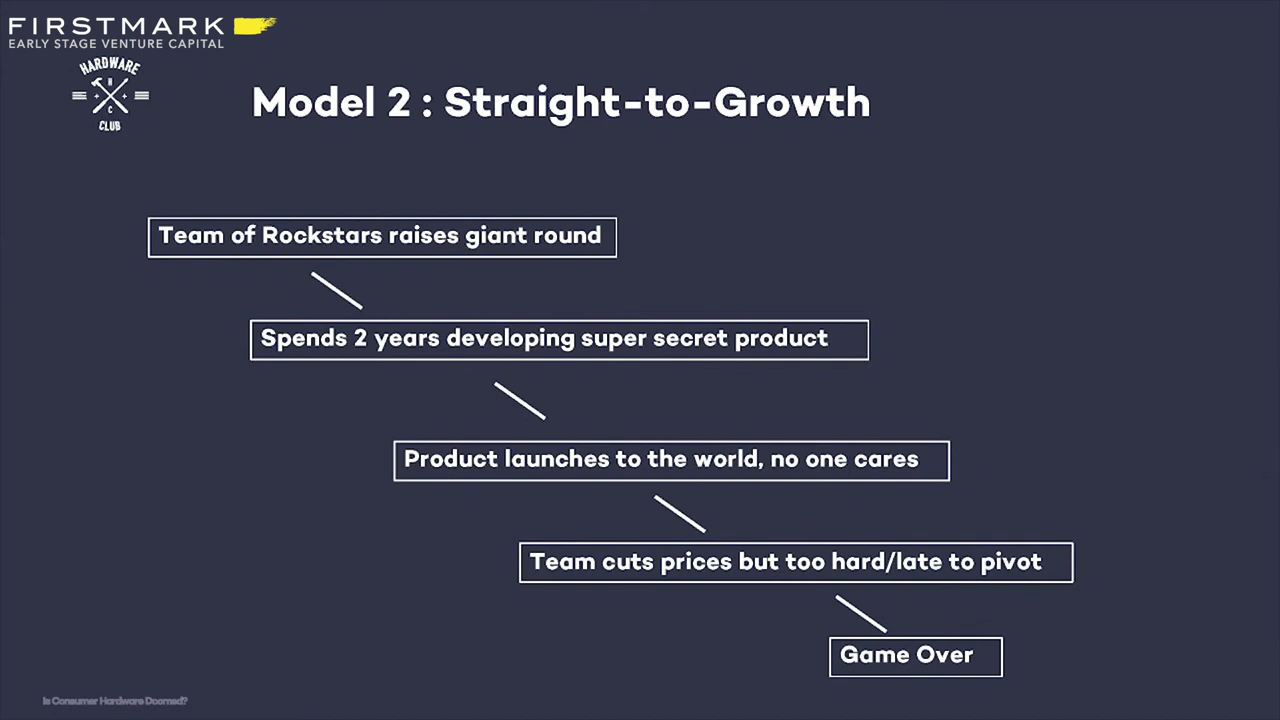 FIRSTMARK
EARLY STAGE VENTURE CAPITAL
HARDWARE
H
C
CLUB
Model 2 : Straight-to-Growth
Team of Rockstars raises giant round
Spends 2 years developing super secret product
Product launches to the world, no one cares
Team cuts prices but too hard/late to pivot
Game Over
Is Consumer Hardware Doomed?